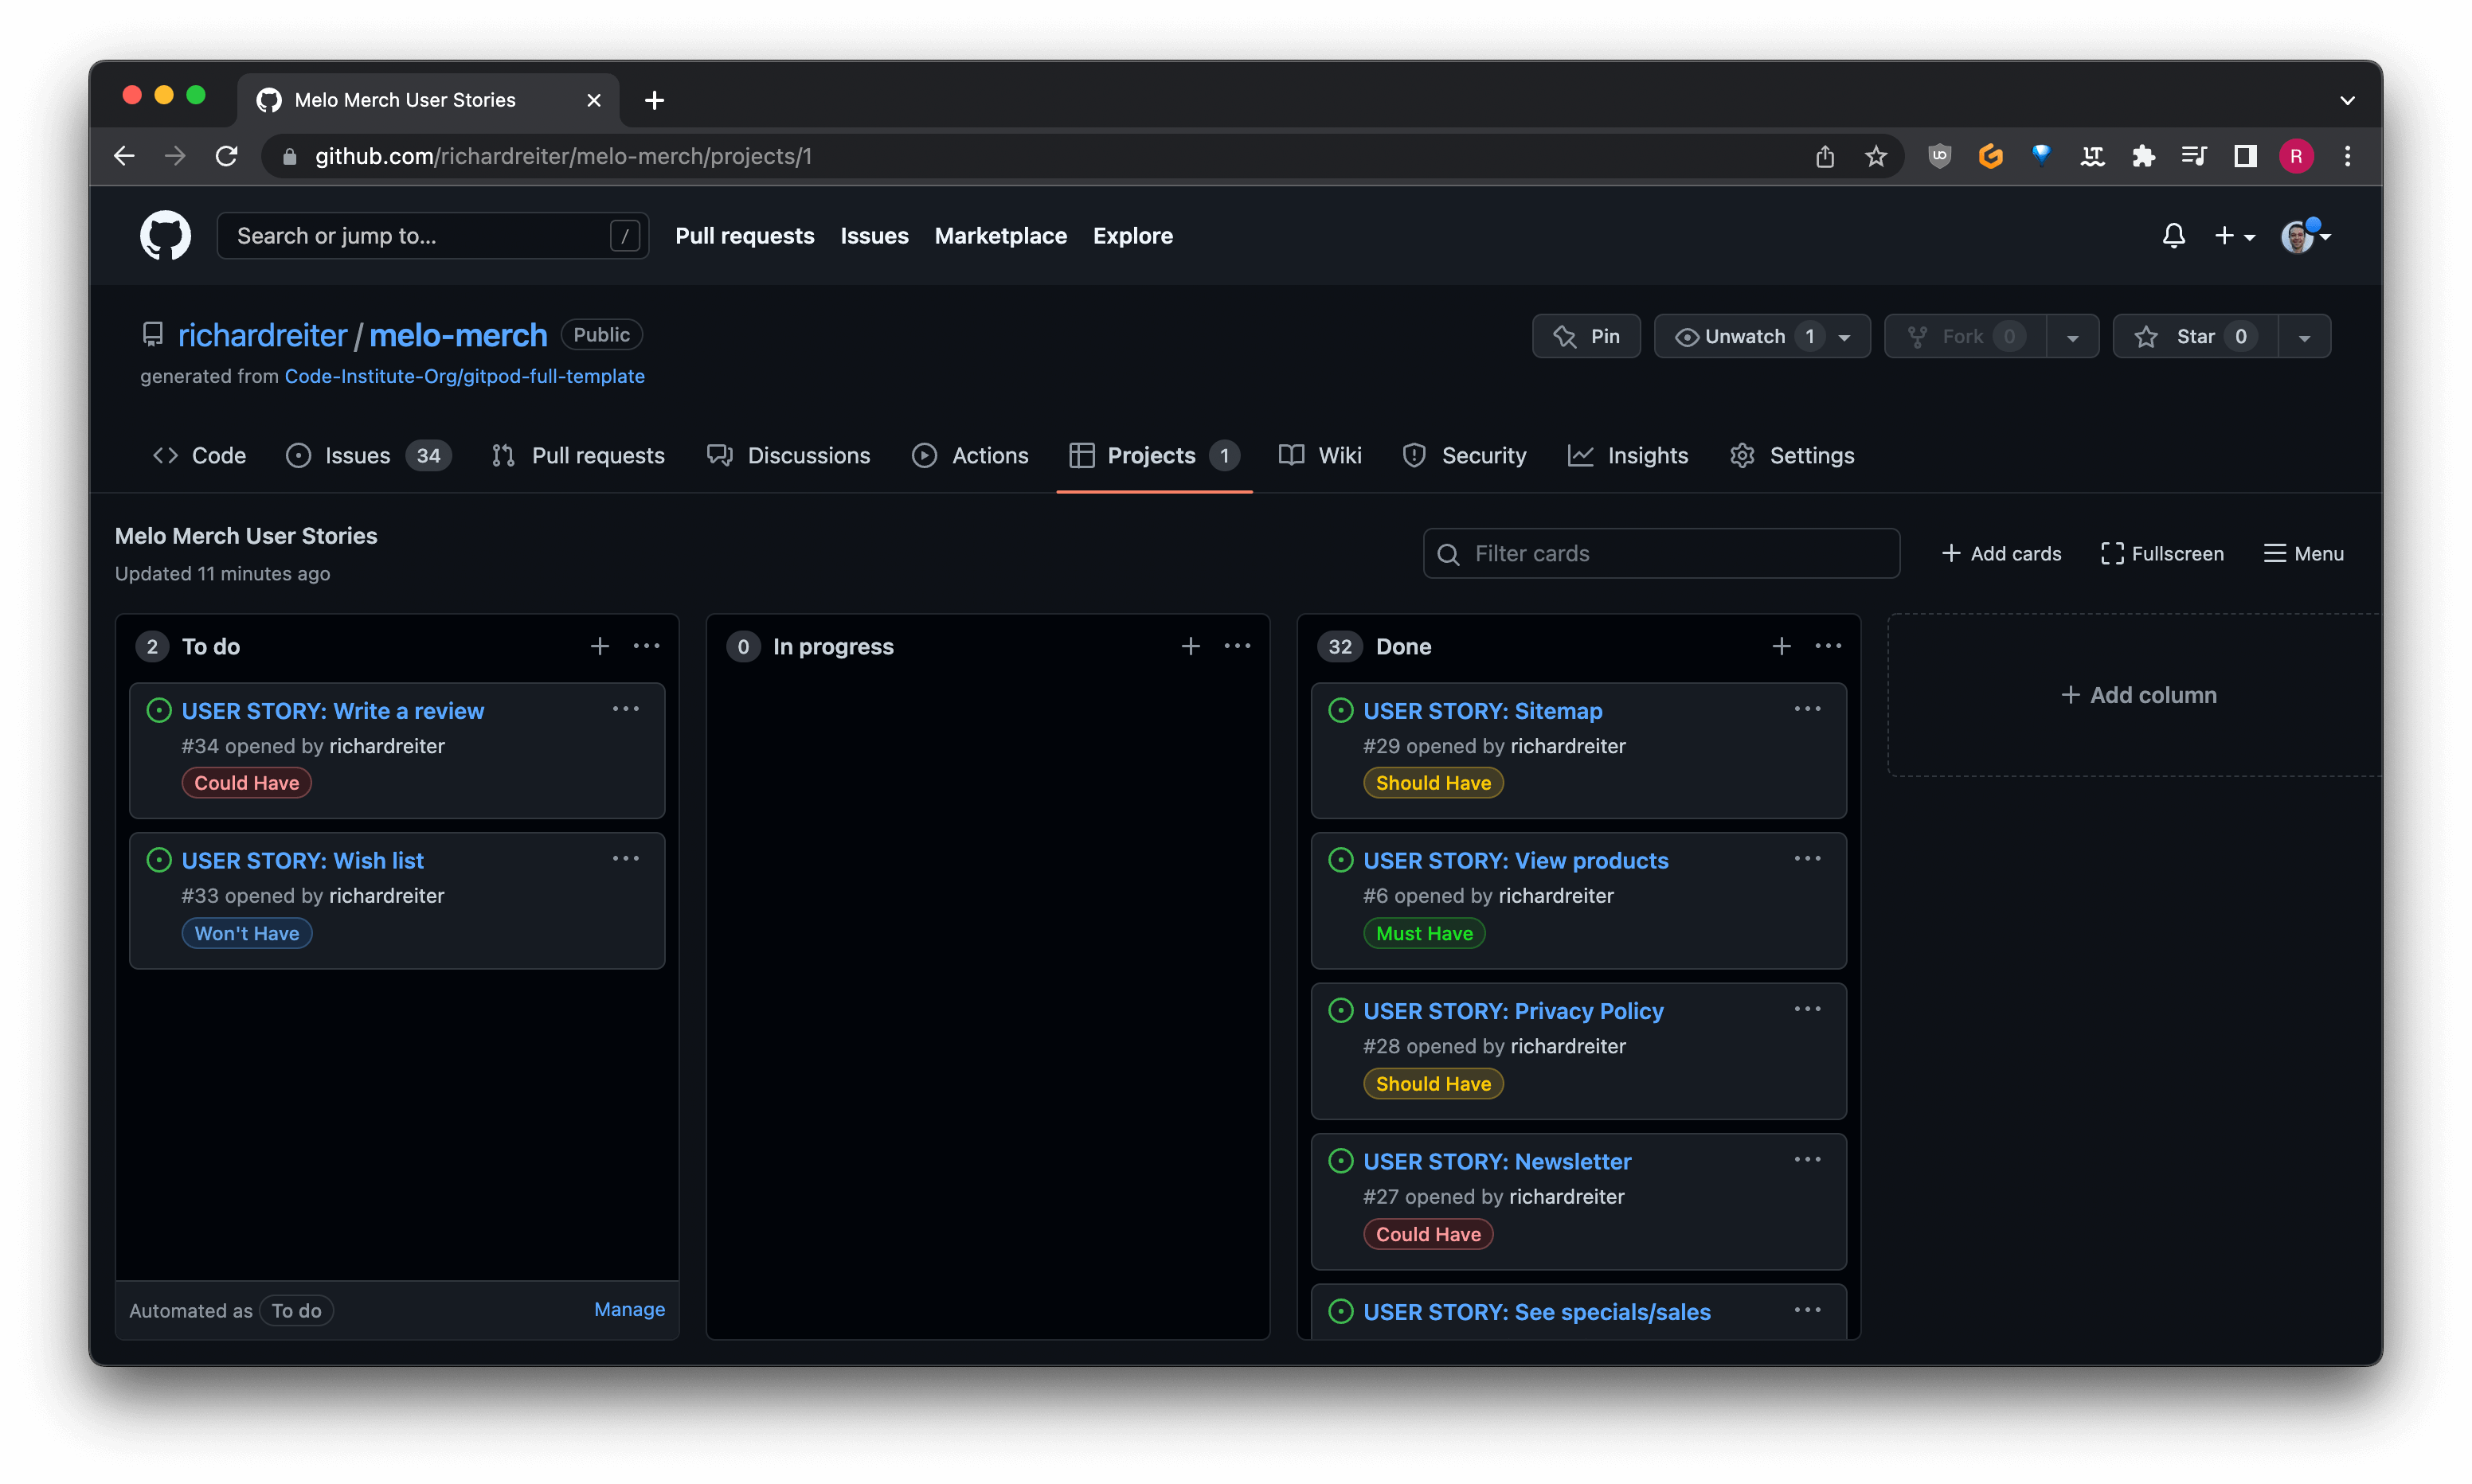 Melo Merch User Stories
github.com/richardreiter/melo-merch/projects/1
R
Search or jump to...
/
Pull requests
Issues
Marketplace
Explore
richardreiter / melo-merch
Public
generated from Code-Institute-Org/gitpod-full-template
Pin
Unwatch 1
Fork 0
Star 0
Code
Issues 34
Pull requests
Discussions
Actions
Projects 1
Wiki
Security
Insights
Settings
Melo Merch User Stories
Updated 11 minutes ago
Filter cards
Add cards
Fullscreen
Menu
2 To do
USER STORY: Write a review
#34 opened by richardreiter
Could Have
USER STORY: Wish list
#33 opened by richardreiter
Won't Have
Automated as To do
Manage
0 In progress
32 Done
USER STORY: Sitemap
#29 opened by richardreiter
Should Have
USER STORY: View products
#6 opened by richardreiter
Must Have
USER STORY: Privacy Policy
#28 opened by richardreiter
Should Have
USER STORY: Newsletter
#27 opened by richardreiter
Could Have
USER STORY: See specials/sales
Add column